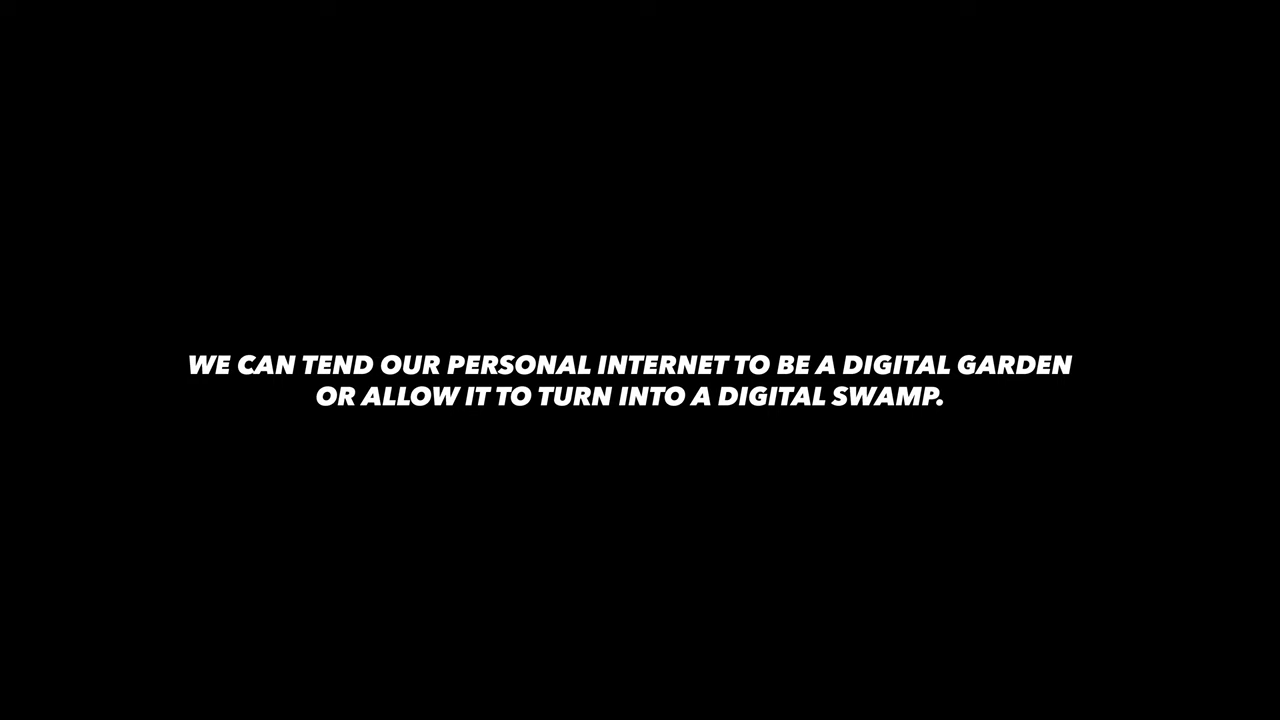 WE CAN TEND OUR PERSONAL INTERNET TO BE A DIGITAL GARDEN
OR ALLOW IT TO TURN INTO A DIGITAL SWAMP.